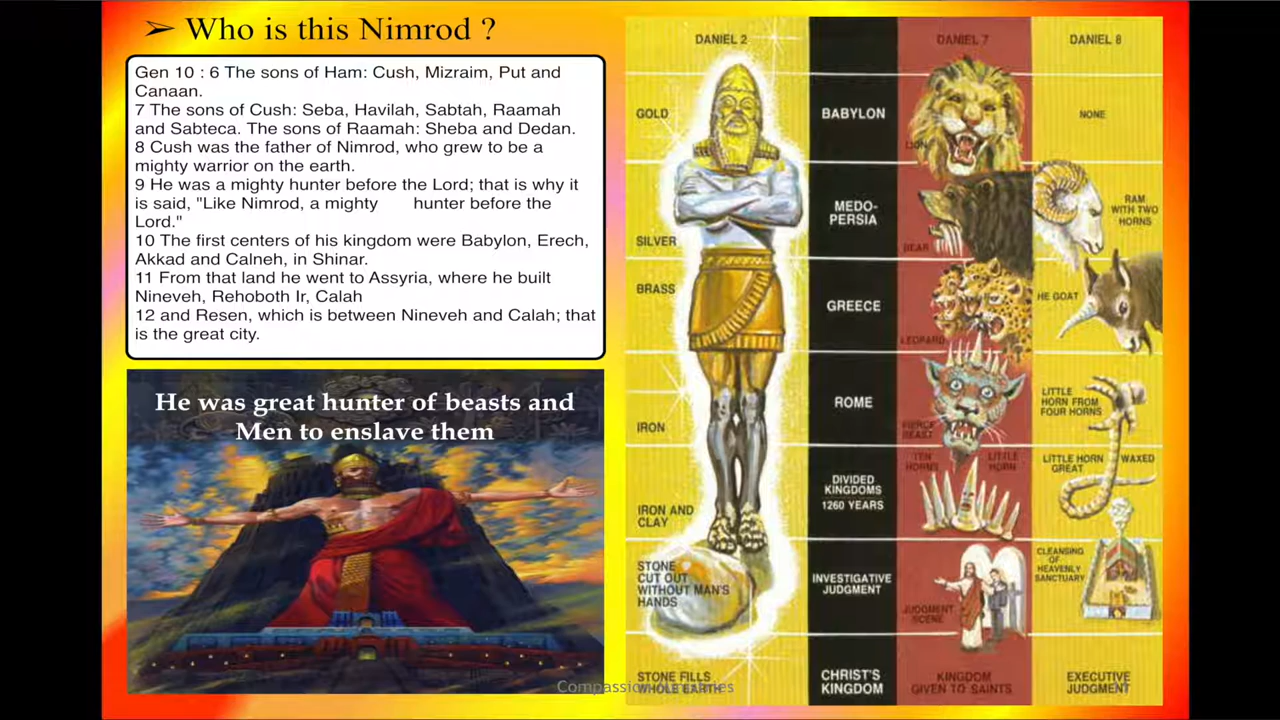 ➢ Who is this Nimrod ?
Gen 10 : 6 The sons of Ham: Cush, Mizraim, Put and
Canaan.
7 The sons of Cush: Seba, Havilah, Sabtah, Raamah
and Sabteca. The sons of Raamah: Sheba and Dedan.
8 Cush was the father of Nimrod, who grew to be a
mighty warrior on the earth.
9 He was a mighty hunter before the Lord; that is why it
is said, "Like Nimrod, a mighty hunter before the
Lord."
10 The first centers of his kingdom were Babylon, Erech,
Akkad and Calneh, in Shinar.
11 From that land he went to Assyria, where he built
Nineveh, Rehoboth Ir, Calah
12 and Resen, which is between Nineveh and Calah; that
is the great city.
He was great hunter of beasts and
Men to enslave them
DANIEL 2
DANIEL 7
DANIEL 8
GOLD
BABYLON
LION
NONE
SILVER
MEDO-
PERSIA
BEAR
RAM
WITH TWO
HORNS
BRASS
GREECE
LEOPARD
HE GOAT
IRON
ROME
FIERCE
BEAST
LITTLE
HORN FROM
FOUR HORNS
IRON AND
CLAY
DIVIDED
KINGDOMS
1260 YEARS
TEN
HORNS
LITTLE
HORN
LITTLE HORN WAXED
GREAT
STONE
CUT OUT
WITHOUT MAN'S
HANDS
INVESTIGATIVE
JUDGMENT
JUDGMENT
SCENE
CLEANSING
OF
HEAVENLY
SANCTUARY
STONE FILLS
WHOLE EARTH
CHRIST'S
KINGDOM
KINGDOM
GIVEN TO SAINTS
EXECUTIVE
JUDGMENT
Compassion Ministries